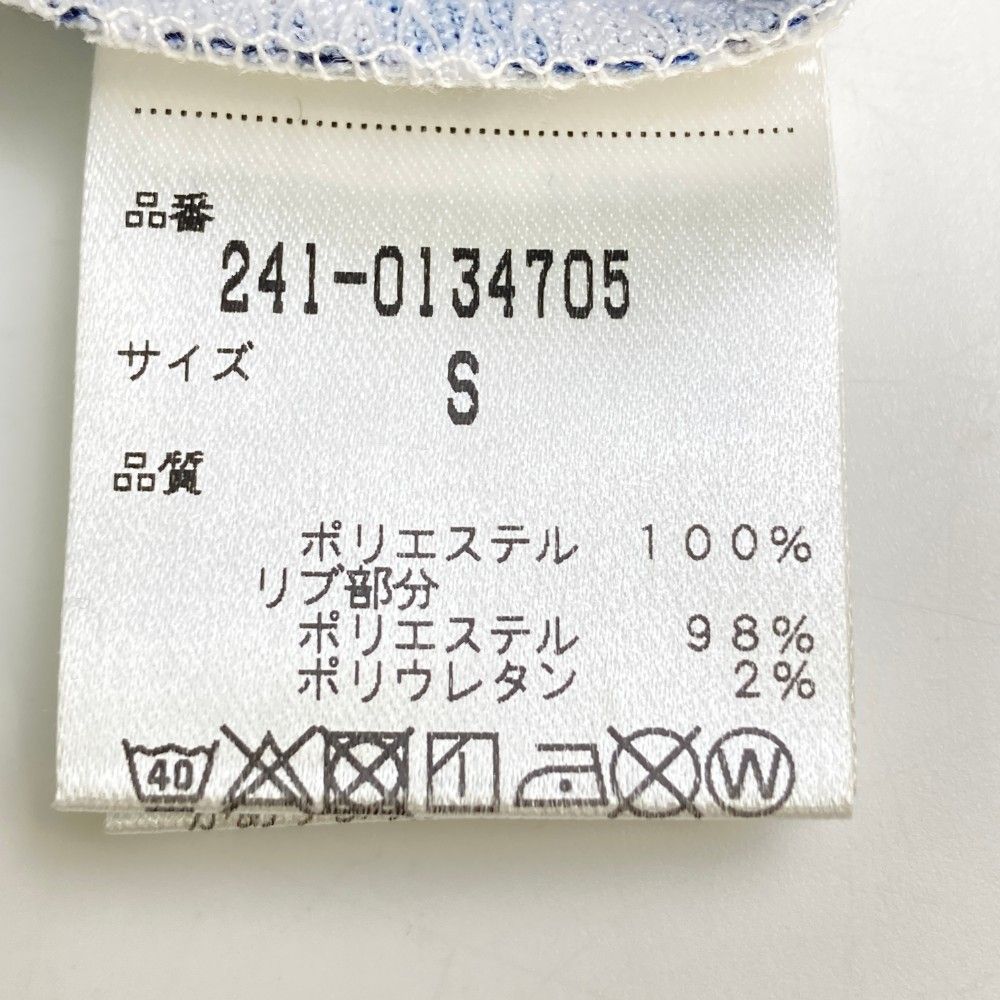 品番
241-0134705
サイズ S
品質
ポリエステル 100%
リブ部分
ポリエステル 98%
ポリウレタン 2%
40 W